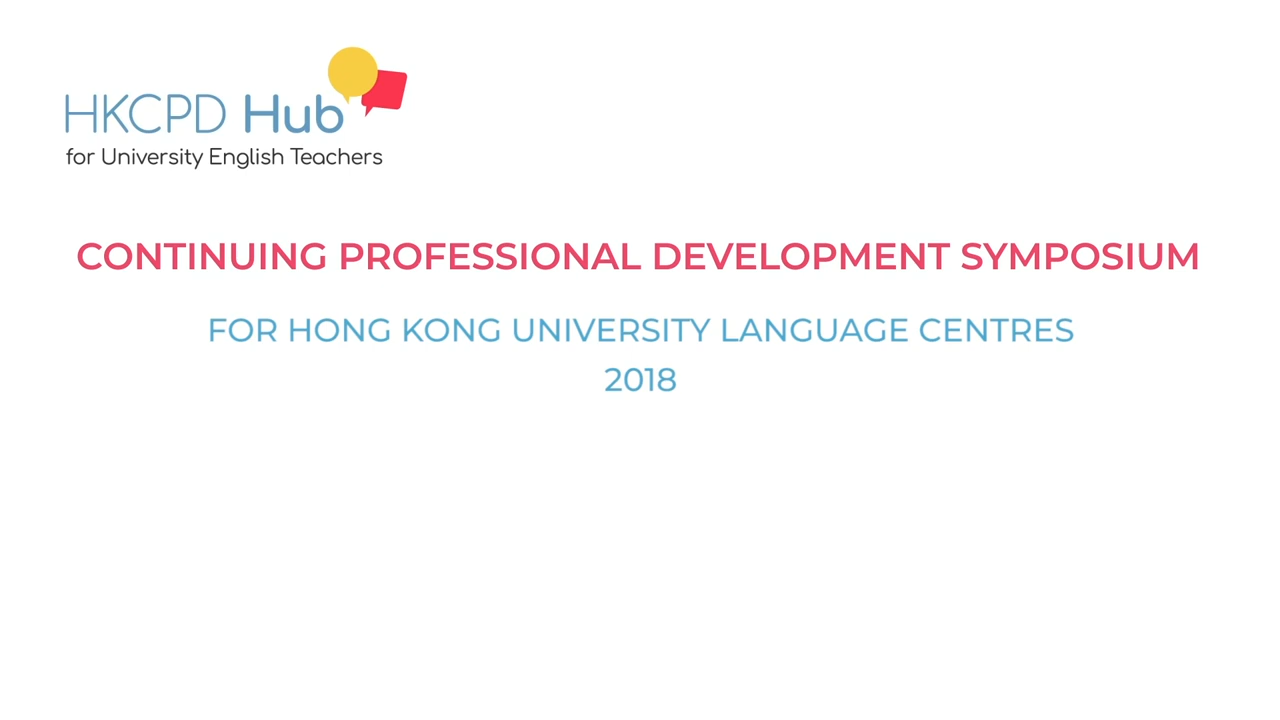 HKCPD Hub
for University English Teachers
CONTINUING PROFESSIONAL DEVELOPMENT SYMPOSIUM
FOR HONG KONG UNIVERSITY LANGUAGE CENTRES
2018